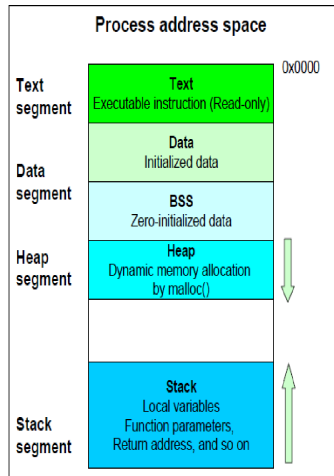 Process address space
0x0000
Text
segment
Text
Executable instruction (Read-only)
Data
segment
Data
Initialized data
BSS
Zero-initialized data
Heap
segment
Heap
Dynamic memory allocation
by malloc()
Stack
segment
Stack
Local variables
Function parameters,
Return address, and so on